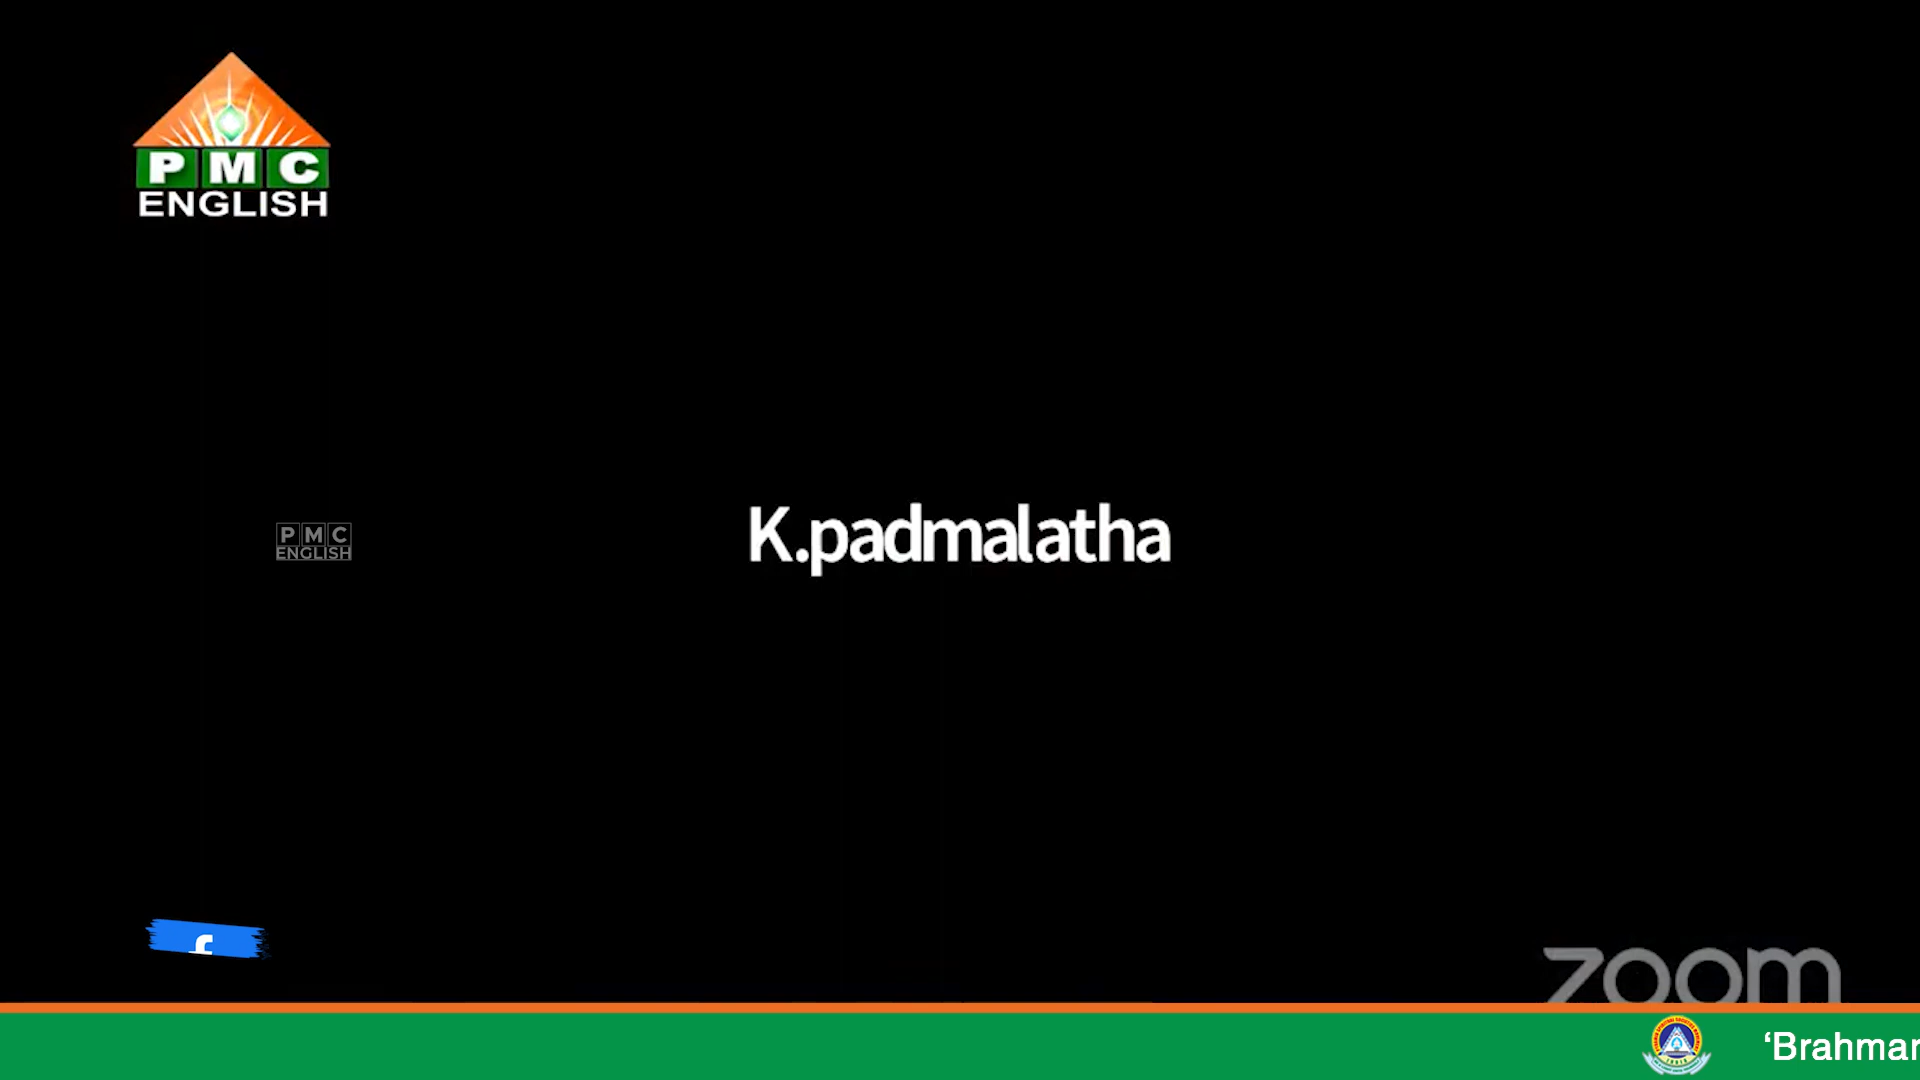 PMC
ENGLISH
K.padmalatha
PMC
ENGLISH
f
zoom
‘Brahmar